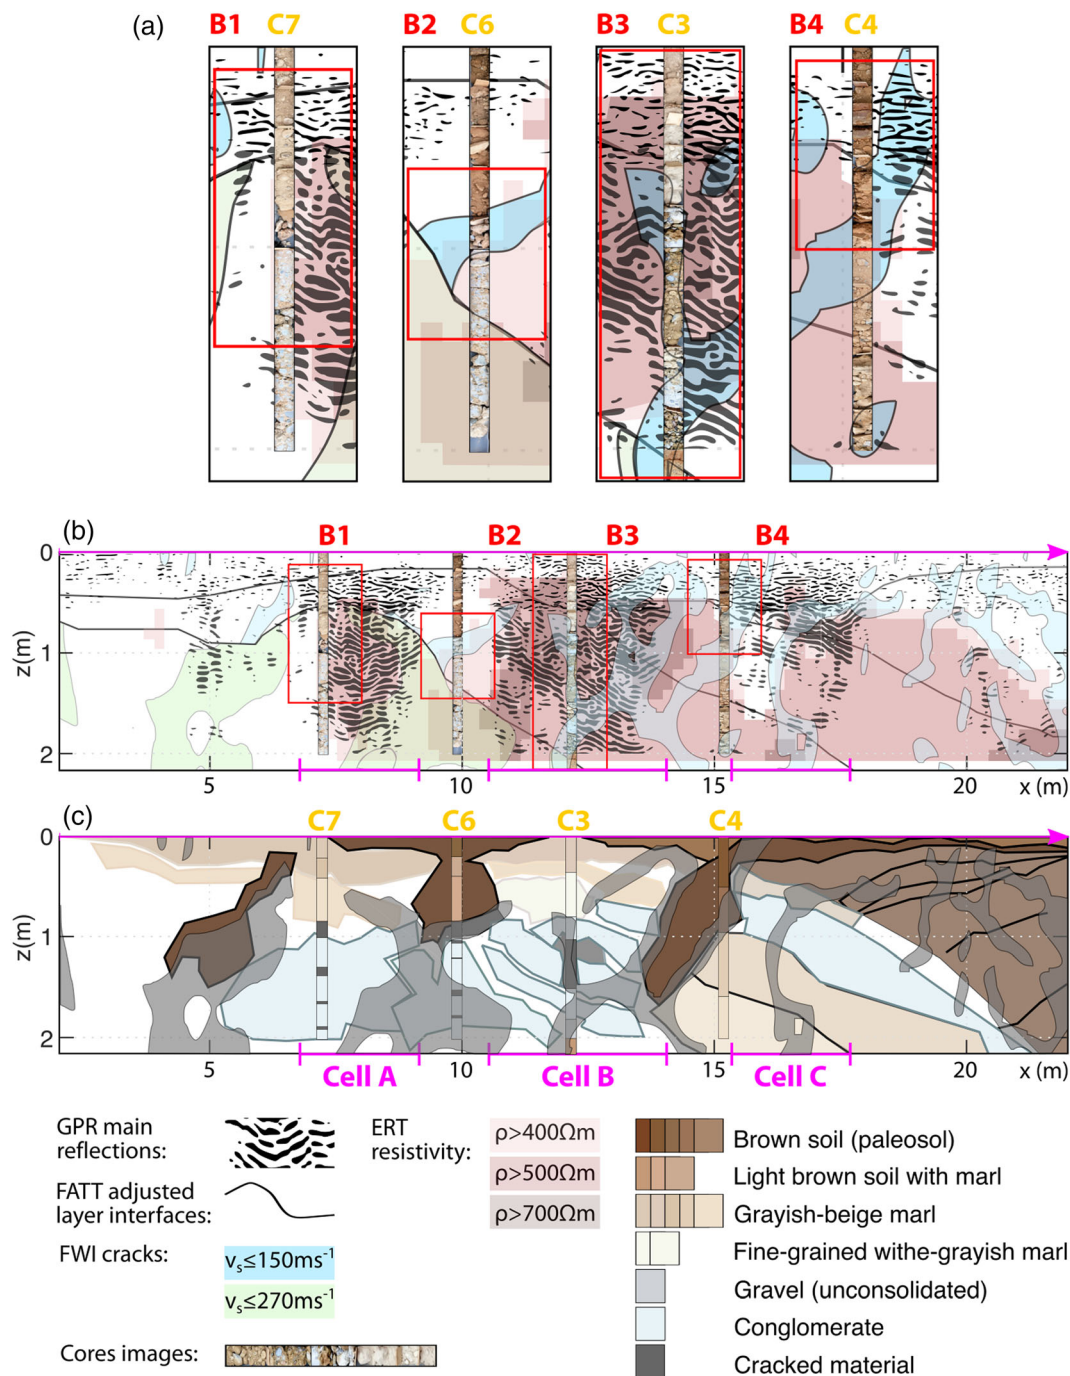 (a)
B1 C7 B2 C6 B3 C3 B4 C4
(b)
B1 B2 B3 B4
0
1
2
z(m)
5 10 15 20 x (m)
(c)
C7 C6 C3 C4
0
1
2
z(m)
5 10 15 20 x (m)
Cell A Cell B Cell C
GPR main
reflections:
FATT adjusted
layer interfaces:
FWI cracks:
vs≤150ms-1
vs≤270ms-1
Cores images:
ERT
resistivity:
ρ>400Ωm
ρ>500Ωm
ρ>700Ωm
Brown soil (paleosol)
Light brown soil with marl
Grayish-beige marl
Fine-grained withe-grayish marl
Gravel (unconsolidated)
Conglomerate
Cracked material